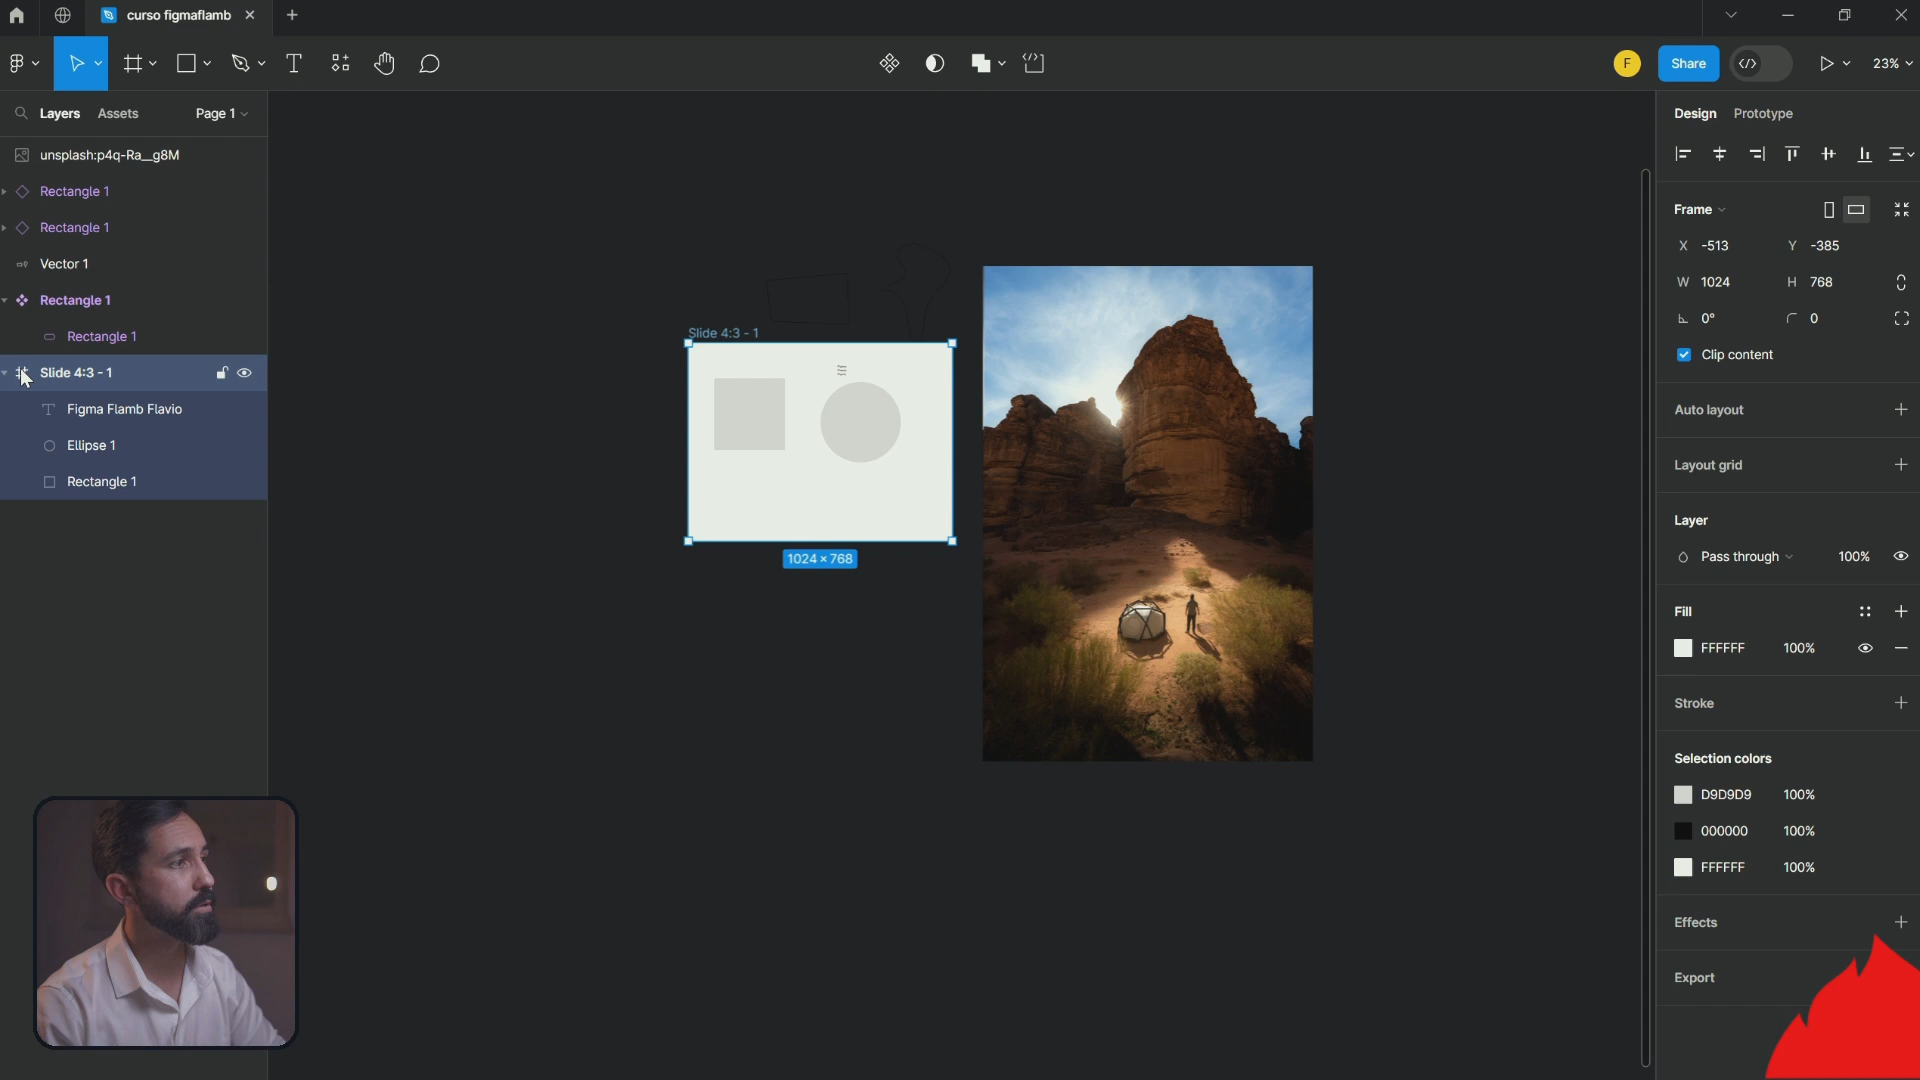 curso figmaflamb
Share
23%
Layers Assets Page 1
unsplash:p4q-Ra__g8M
Rectangle 1
Rectangle 1
Vector 1
Rectangle 1
Rectangle 1
Slide 4:3 - 1
Figma Flamb Flavio
Ellipse 1
Rectangle 1
Slide 4:3 - 1
1024 × 768
F
Design Prototype
Frame
X -513 Y -385
W 1024 H 768
0° 0
Clip content
Auto layout
Layout grid
Layer
Pass through 100%
Fill
FFFFFF 100%
Stroke
Selection colors
D9D9D9 100%
000000 100%
FFFFFF 100%
Effects
Export